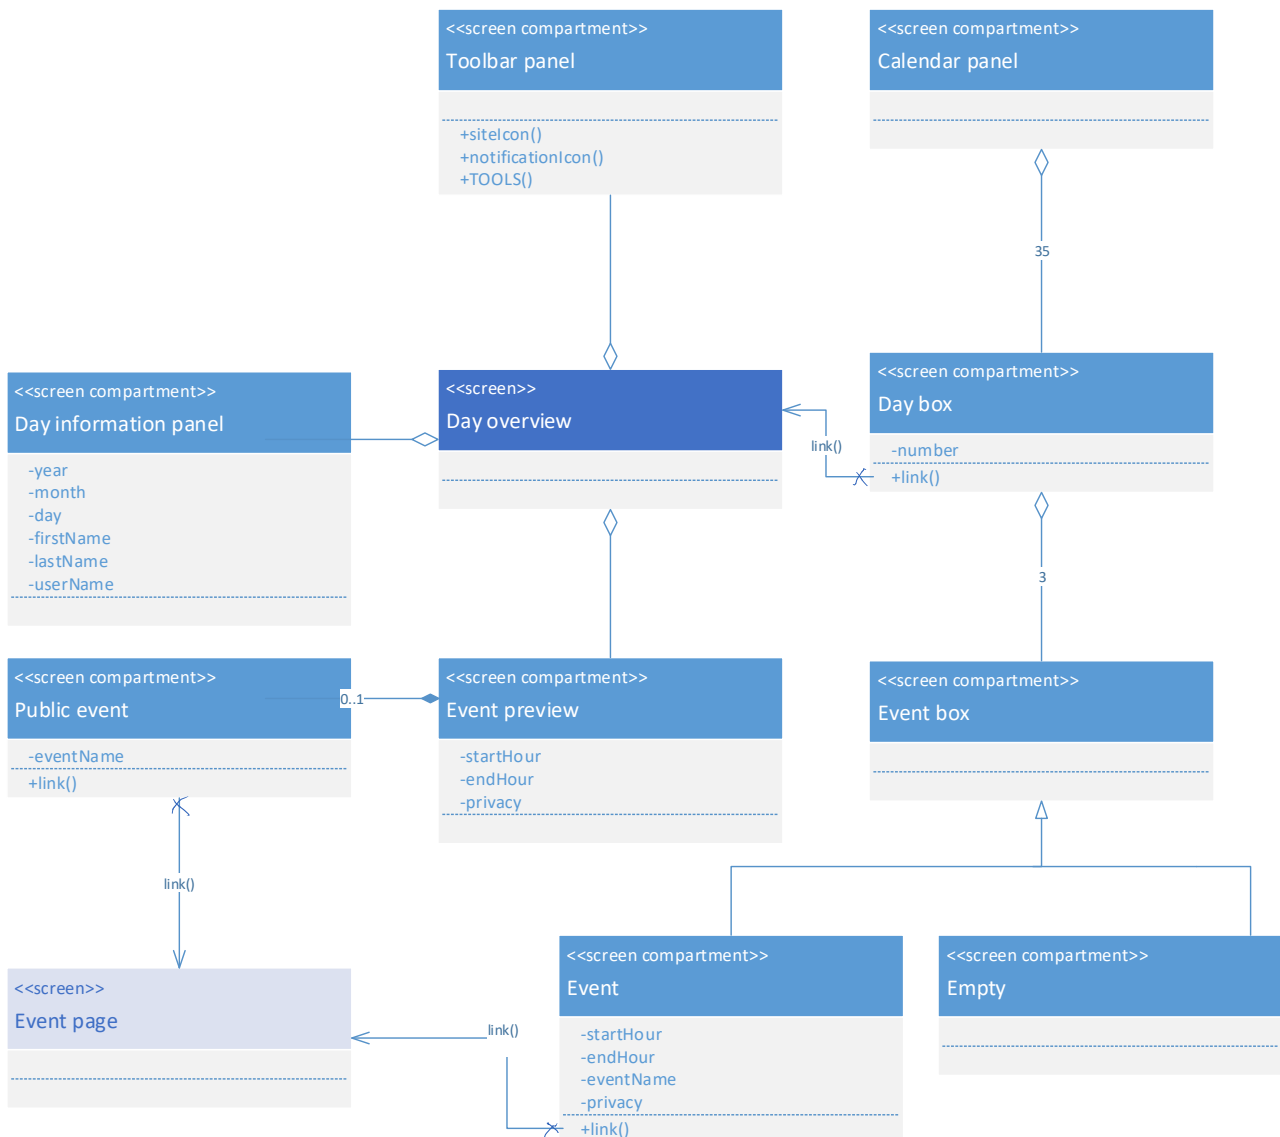 <<screen compartment>>
Toolbar panel
+siteIcon()
+notificationIcon()
+TOOLS()
<<screen compartment>>
Calendar panel
35
<<screen compartment>>
Day information panel
-year
-month
-day
-firstName
-lastName
-userName
<<screen>>
Day overview
link()
<<screen compartment>>
Day box
-number
+link()
3
<<screen compartment>>
Public event
-eventName
+link()
0..1
<<screen compartment>>
Event preview
-startHour
-endHour
-privacy
<<screen compartment>>
Event box
link()
<<screen>>
Event page
link()
<<screen compartment>>
Event
-startHour
-endHour
-eventName
-privacy
+link()
<<screen compartment>>
Empty